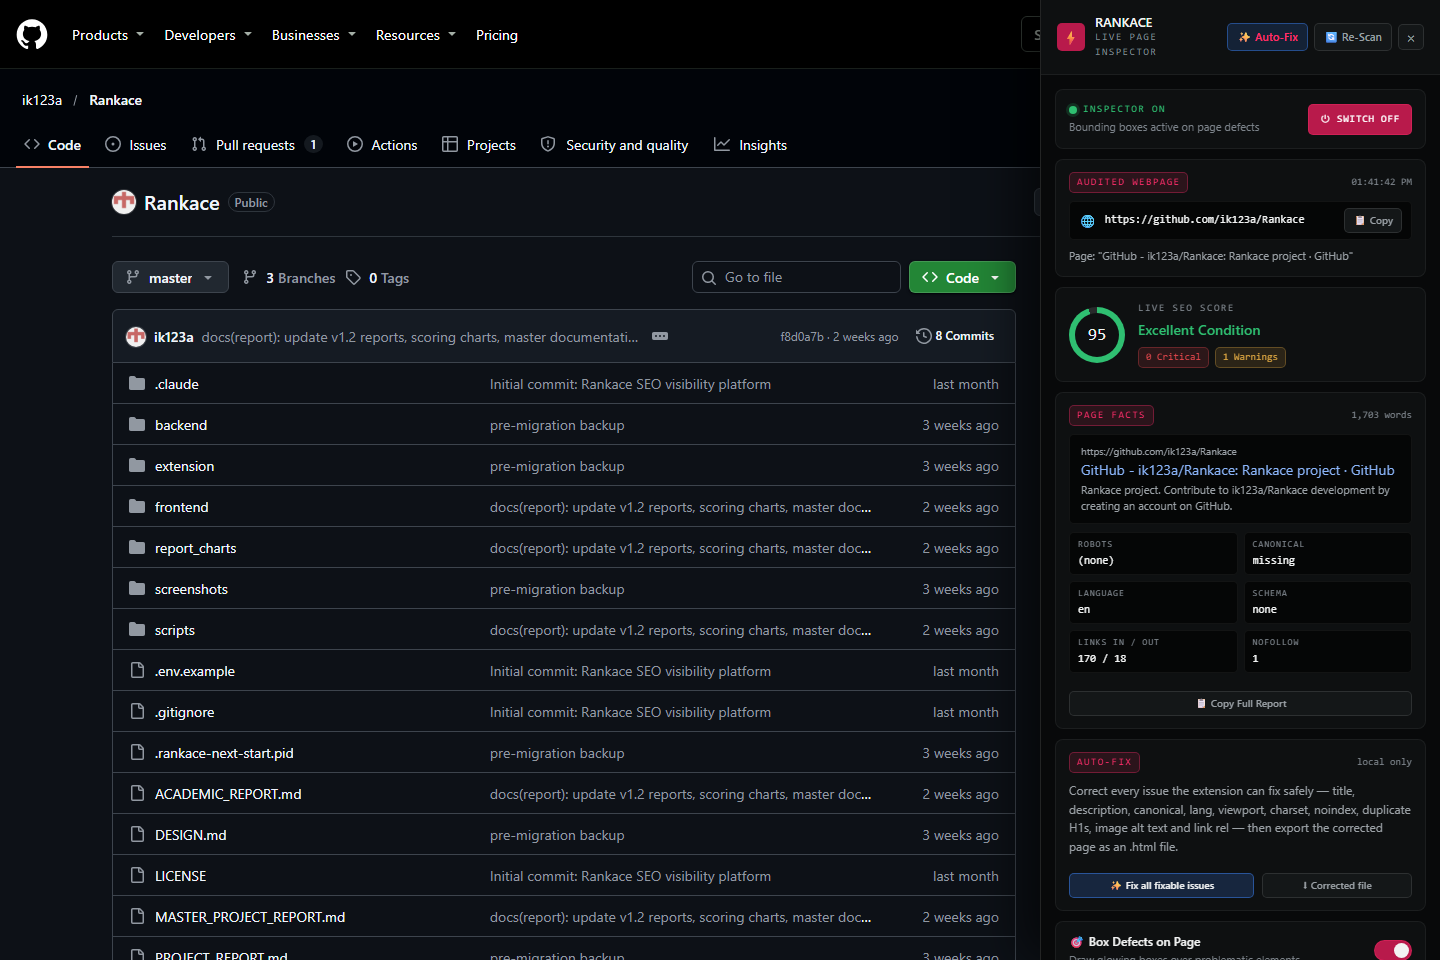 Products Developers Businesses Resources Pricing
ik123a / Rankace
Code Issues Pull requests 1 Actions Projects Security and quality Insights
Rankace Public
master 3 Branches 0 Tags Go to file Code
ik123a docs(report): update v1.2 reports, scoring charts, master documentati... f8d0a7b · 2 weeks ago 8 Commits
.claude Initial commit: Rankace SEO visibility platform last month
backend pre-migration backup 3 weeks ago
extension pre-migration backup 3 weeks ago
frontend docs(report): update v1.2 reports, scoring charts, master doc... 2 weeks ago
report_charts docs(report): update v1.2 reports, scoring charts, master doc... 2 weeks ago
screenshots pre-migration backup 3 weeks ago
scripts docs(report): update v1.2 reports, scoring charts, master doc... 2 weeks ago
.env.example Initial commit: Rankace SEO visibility platform last month
.gitignore Initial commit: Rankace SEO visibility platform last month
.rankace-next-start.pid pre-migration backup 3 weeks ago
ACADEMIC_REPORT.md docs(report): update v1.2 reports, scoring charts, master doc... 2 weeks ago
DESIGN.md pre-migration backup 3 weeks ago
LICENSE Initial commit: Rankace SEO visibility platform last month
MASTER_PROJECT_REPORT.md docs(report): update v1.2 reports, scoring charts, master doc... 2 weeks ago
PROJECT_REPORT.md pre-migration backup 3 weeks ago
RANKACE
LIVE PAGE
INSPECTOR
Auto-Fix Re-Scan ×
INSPECTOR ON
Bounding boxes active on page defects
SWITCH OFF
AUDITED WEBPAGE 01:41:42 PM
https://github.com/ik123a/Rankace Copy
Page: "GitHub - ik123a/Rankace: Rankace project · GitHub"
95
LIVE SEO SCORE
Excellent Condition
0 Critical 1 Warnings
PAGE FACTS 1,703 words
https://github.com/ik123a/Rankace
GitHub - ik123a/Rankace: Rankace project · GitHub
Rankace project. Contribute to ik123a/Rankace development by
creating an account on GitHub.
ROBOTS CANONICAL
(none) missing
LANGUAGE SCHEMA
en none
LINKS IN / OUT NOFOLLOW
170 / 18 1
Copy Full Report
AUTO-FIX local only
Correct every issue the extension can fix safely — title,
description, canonical, lang, viewport, charset, noindex, duplicate
H1s, image alt text and link rel — then export the corrected
page as an .html file.
Fix all fixable issues Corrected file
Box Defects on Page
Draw glowing boxes over problematic elements